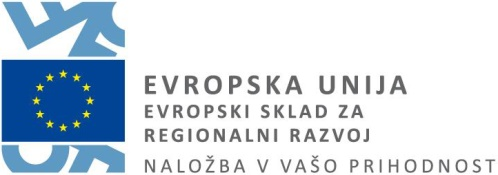 EVROPSKA UNIJA
EVROPSKI SKLAD ZA
REGIONALNI RAZVOJ
NALOŽBA V VAŠO PRIHODNOST